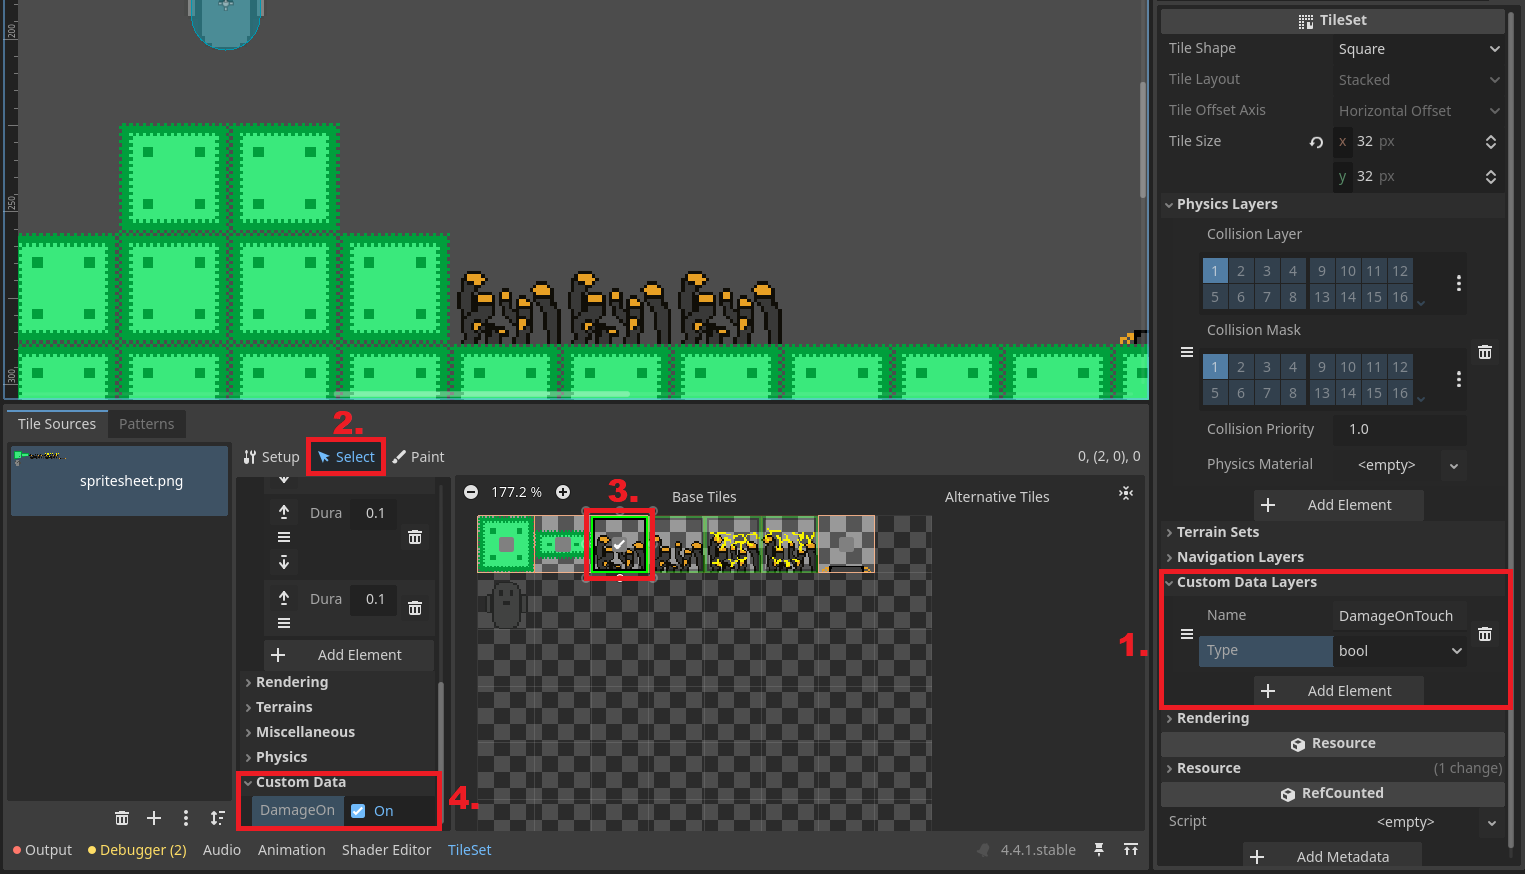 200
250
300
Tile Sources
Patterns
spritesheet.png
2.
Setup
Select
Paint
0, (2, 0), 0
Dura
0.1
Dura
0.1
Add Element
Rendering
Terrains
Miscellaneous
Physics
Custom Data
DamageOn
On
4.
177.2 %
3.
Base Tiles
Alternative Tiles
Output
Debugger (2)
Audio
Animation
Shader Editor
TileSet
4.4.1.stable
TileSet
Tile Shape
Square
Tile Layout
Stacked
Tile Offset Axis
Horizontal Offset
Tile Size
x 32 px
y 32 px
Physics Layers
Collision Layer
1 2 3 4 9 10 11 12
5 6 7 8 13 14 15 16
Collision Mask
1 2 3 4 9 10 11 12
5 6 7 8 13 14 15 16
Collision Priority
1.0
Physics Material
<empty>
Add Element
Terrain Sets
Navigation Layers
1.
Custom Data Layers
Name
DamageOnTouch
Type
bool
Add Element
Rendering
Resource
Resource
(1 change)
RefCounted
Script
<empty>
Add Metadata